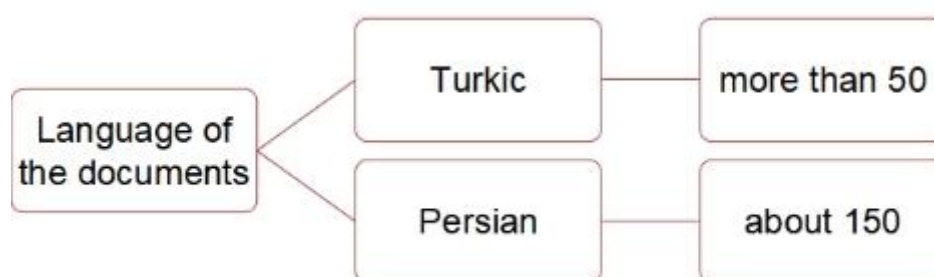 Language of
the documents
Turkic
more than 50
Persian
about 150